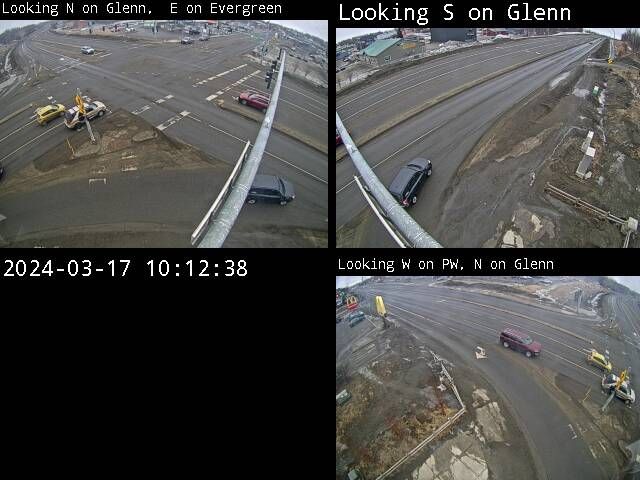 Looking N on Glenn, E on Evergreen
Looking S on Glenn
2024-03-17 10:12:38
Looking W on PW, N on Glenn